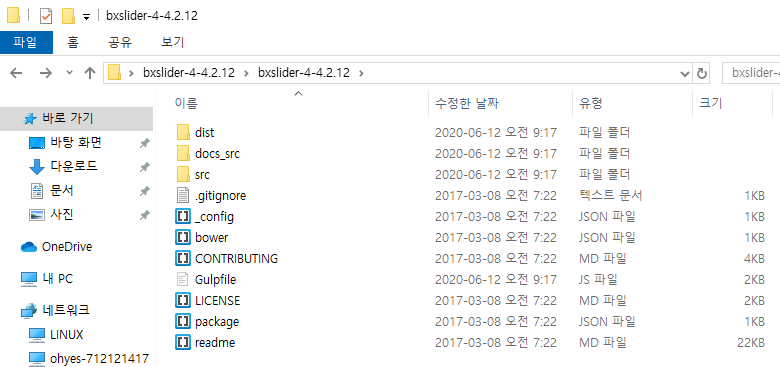 bxslider-4-4.2.12
파일 홈 공유 보기
bxslider-4-4.2.12 bxslider-4-4.2.12 bxslider-4
이름 수정한 날짜 유형 크기
바로 가기
바탕 화면
다운로드
문서
사진
OneDrive
내 PC
네트워크
LINUX
ohyes-712121417
dist 2020-06-12 오전 9:17 파일 폴더
docs_src 2020-06-12 오전 9:17 파일 폴더
src 2020-06-12 오전 9:17 파일 폴더
.gitignore 2017-03-08 오전 7:22 텍스트 문서 1KB
_config 2017-03-08 오전 7:22 JSON 파일 1KB
bower 2017-03-08 오전 7:22 JSON 파일 1KB
CONTRIBUTING 2017-03-08 오전 7:22 MD 파일 4KB
Gulpfile 2020-06-12 오전 9:17 JS 파일 2KB
LICENSE 2017-03-08 오전 7:22 MD 파일 2KB
package 2017-03-08 오전 7:22 JSON 파일 1KB
readme 2017-03-08 오전 7:22 MD 파일 22KB